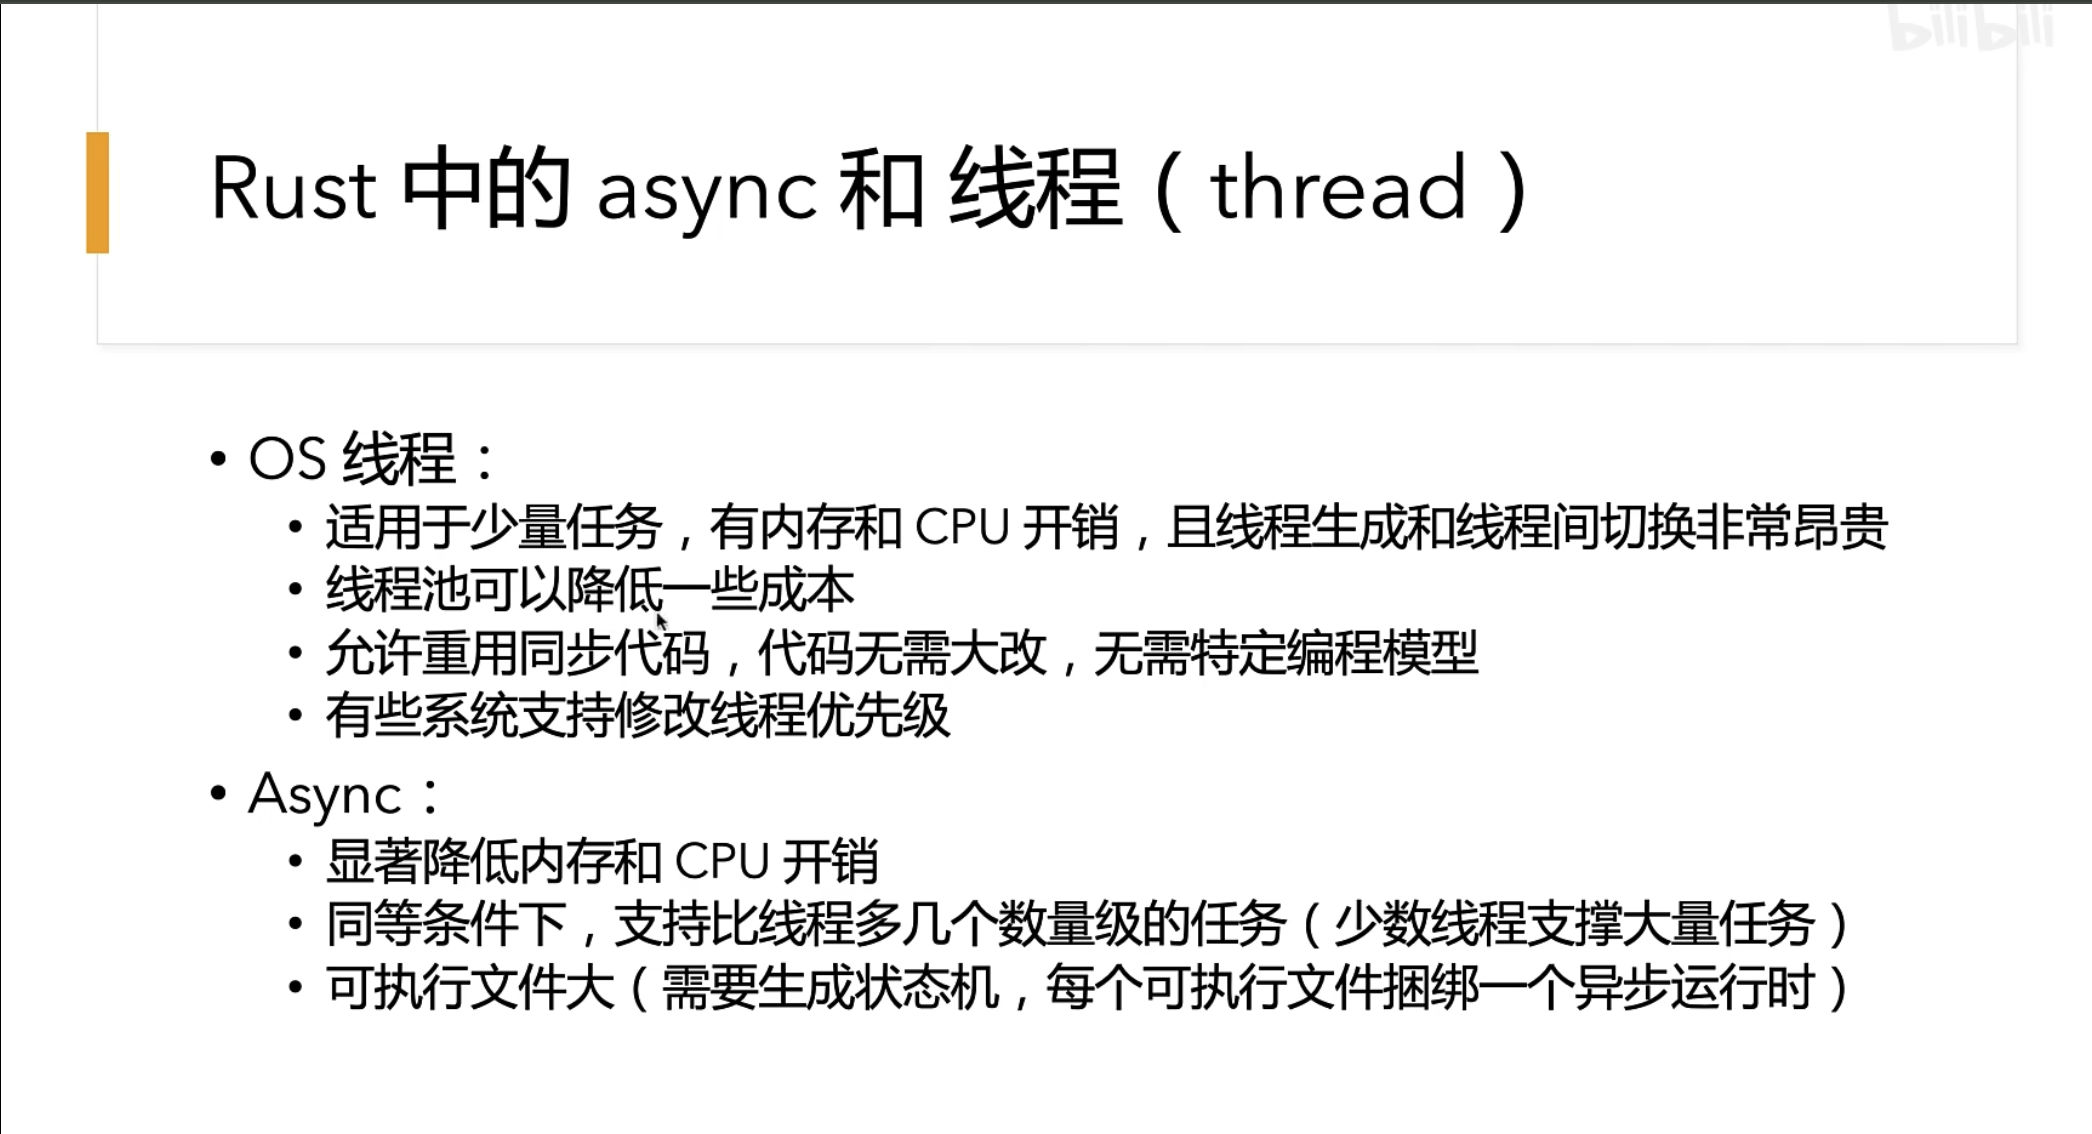 bilibili
Rust 中的 async 和 线程（thread）
• OS 线程：
• 适用于少量任务，有内存和 CPU 开销，且线程生成和线程间切换非常昂贵
• 线程池可以降低一些成本
• 允许重用同步代码，代码无需大改，无需特定编程模型
• 有些系统支持修改线程优先级
• Async：
• 显著降低内存和 CPU 开销
• 同等条件下，支持比线程多几个数量级的任务（少数线程支撑大量任务）
• 可执行文件大（需要生成状态机，每个可执行文件捆绑一个异步运行时）